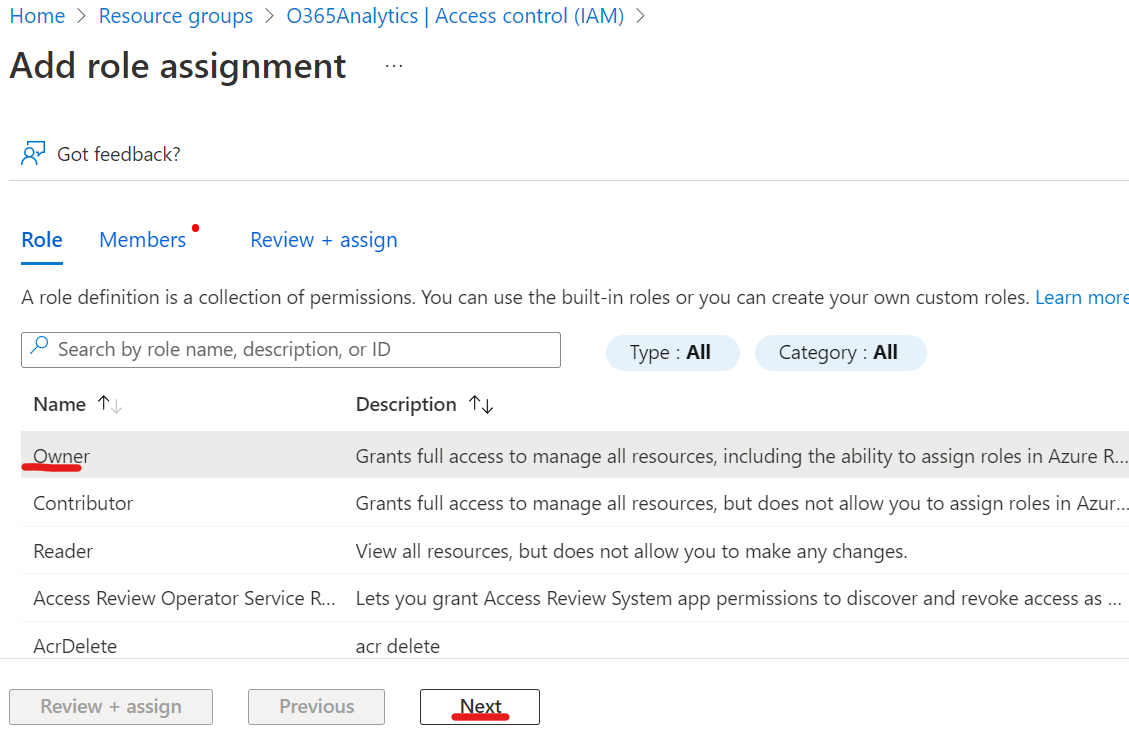 Home > Resource groups > O365Analytics | Access control (IAM) >
Add role assignment ...
Got feedback?
Role Members Review + assign
A role definition is a collection of permissions. You can use the built-in roles or you can create your own custom roles. Learn more
Search by role name, description, or ID Type : All Category : All
Name ↑↓ Description ↑↓
Owner Grants full access to manage all resources, including the ability to assign roles in Azure R...
Contributor Grants full access to manage all resources, but does not allow you to assign roles in Azur...
Reader View all resources, but does not allow you to make any changes.
Access Review Operator Service R... Lets you grant Access Review System app permissions to discover and revoke access as ...
AcrDelete acr delete
Review + assign Previous Next